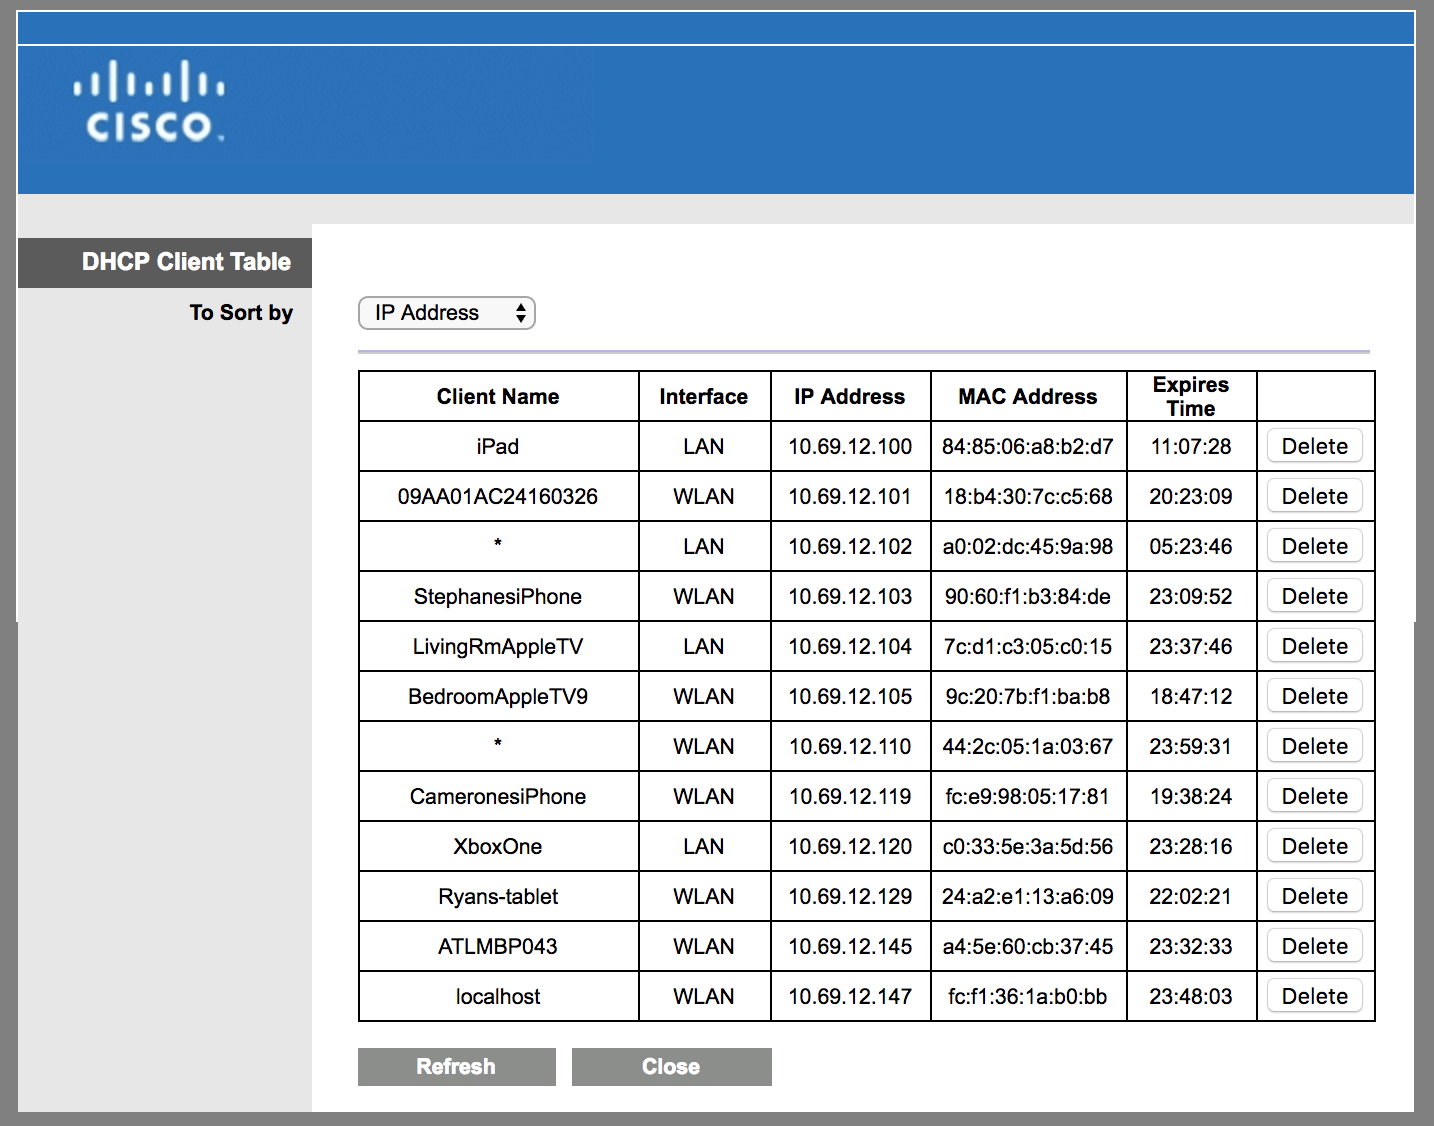 CISCO™
DHCP Client Table
To Sort by IP Address
Client Name Interface IP Address MAC Address Expires Time
iPad LAN 10.69.12.100 84:85:06:a8:b2:d7 11:07:28 Delete
09AA01AC24160326 WLAN 10.69.12.101 18:b4:30:7c:c5:68 20:23:09 Delete
* LAN 10.69.12.102 a0:02:dc:45:9a:98 05:23:46 Delete
StephanesiPhone WLAN 10.69.12.103 90:60:f1:b3:84:de 23:09:52 Delete
LivingRmAppleTV LAN 10.69.12.104 7c:d1:c3:05:c0:15 23:37:46 Delete
BedroomAppleTV9 WLAN 10.69.12.105 9c:20:7b:f1:ba:b8 18:47:12 Delete
* WLAN 10.69.12.110 44:2c:05:1a:03:67 23:59:31 Delete
CameronesiPhone WLAN 10.69.12.119 fc:e9:98:05:17:81 19:38:24 Delete
XboxOne LAN 10.69.12.120 c0:33:5e:3a:5d:56 23:28:16 Delete
Ryans-tablet WLAN 10.69.12.129 24:a2:e1:13:a6:09 22:02:21 Delete
ATLMBP043 WLAN 10.69.12.145 a4:5e:60:cb:37:45 23:32:33 Delete
localhost WLAN 10.69.12.147 fc:f1:36:1a:b0:bb 23:48:03 Delete
Refresh Close